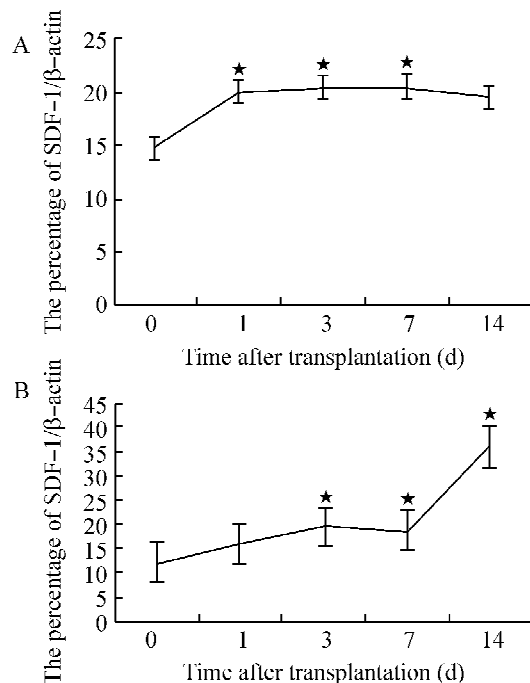 A
The percentage of SDF-1/β-actin
25
20
15
10
5
0
0 1 3 7 14
Time after transplantation (d)
B
The percentage of SDF-1/β-actin
45
40
35
30
25
20
15
10
5
0
0 1 3 7 14
Time after transplantation (d)